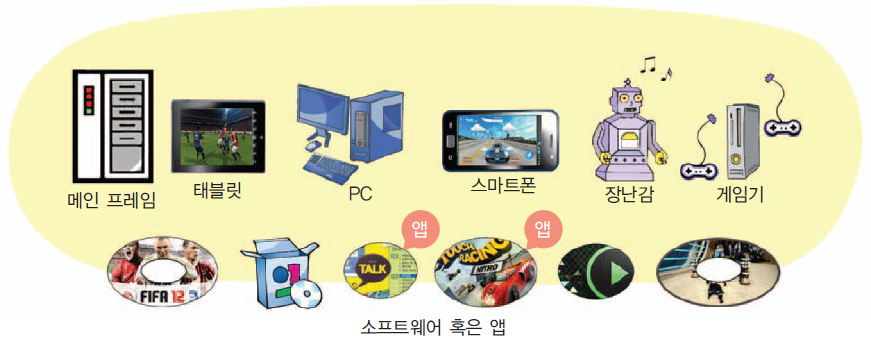 메인 프레임
태블릿
PC
스마트폰
장난감
게임기
앱
앱
FIFA 12
TALK
TOUCH
RACING
NITRO
소프트웨어 혹은 앱